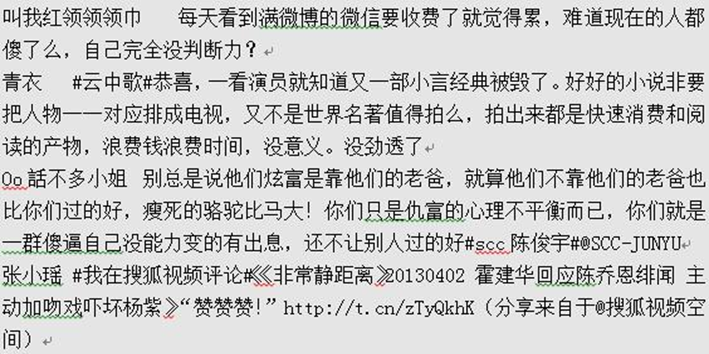 叫我红领领领巾   每天看到满微博的微信要收费了就觉得累，难道现在的人都
傻了么，自己完全没判断力？
青衣   #云中歌#恭喜，一看演员就知道又一部小言经典被毁了。好好的小说非要
把人物一一对应排成电视，又不是世界名著值得拍么，拍出来都是快速消费和阅
读的产物，浪费钱浪费时间，没意义。没劲透了
Oo話不多小姐  别总是说他们炫富是靠他们的老爸，就算他们不靠他们的老爸也
比你们过的好，瘦死的骆驼比马大！你们只是仇富的心理不平衡而已，你们就是
一群傻逼自己没能力变的有出息，还不让别人过的好#scc 陈俊宇#@SCC-JUNYU
张小瑶  #我在搜狐视频评论#《《非常静距离》20130402 霍建华回应陈乔恩绯闻 主
动加吻戏吓坏杨紫》“赞赞赞!”http://t.cn/zTyQkhK（分享来自于@搜狐视频空
间）